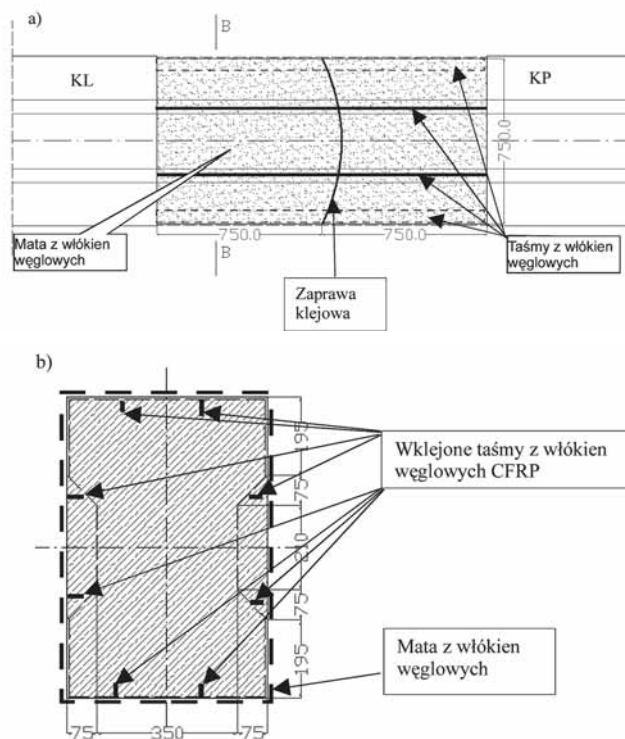 a)
B
KL
KP
750.0
Mata z włókien
węglowych
750.0
750.0
Taśmy z włókien
węglowych
B
Zaprawa
klejowa
b)
195
Wklejone taśmy z włókien
węglowych CFRP
75
210
75
195
Mata z włókien
węglowych
75
350
75